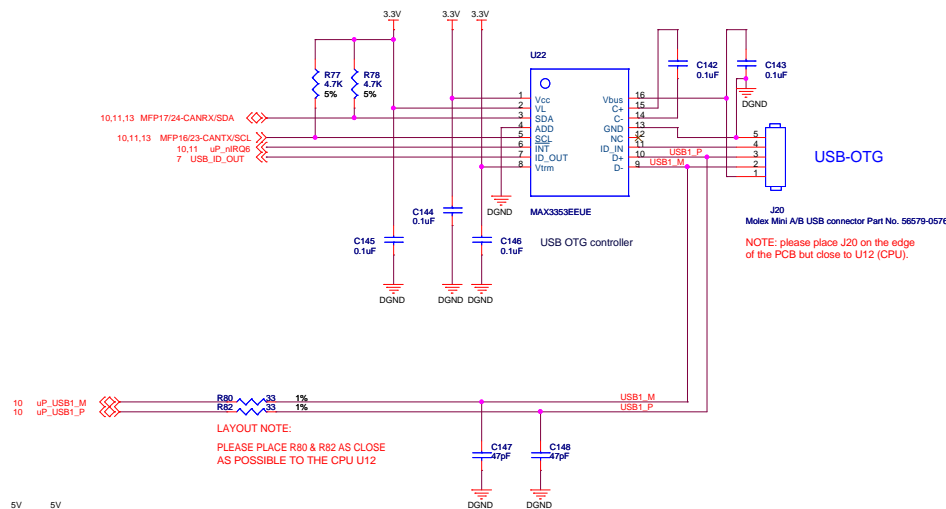 3.3V 3.3V 3.3V
U22
R77 4.7K 5%
R78 4.7K 5%
C142 0.1uF
C143 0.1uF
DGND
10,11,13 MFP17/24-CANRX/SDA
10,11,13 MFP16/23-CANTX/SCL
10,11 uP_nIRQ6
7 USB_ID_OUT
1 Vcc
2 VL
3 SDA
4 ADD
5 SCL
6 INT
7 ID_OUT
8 Vtrm
Vbus 16
C+ 15
C- 14
GND 13
NC 12
ID_IN 11
D+ 10
D- 9
USB1_P
USB1_M
5
4
3
2
1
USB-OTG
J20
Molex Mini A/B USB connector Part No. 56579-0576
NOTE: please place J20 on the edge
of the PCB but close to U12 (CPU).
DGND
MAX3353EEUE
USB OTG controller
C144 0.1uF
C145 0.1uF
C146 0.1uF
DGND DGND DGND
10 uP_USB1_M
10 uP_USB1_P
R80 33 1%
R82 33 1%
USB1_M
USB1_P
LAYOUT NOTE:
PLEASE PLACE R80 & R82 AS CLOSE
AS POSSIBLE TO THE CPU U12
C147 47pF
C148 47pF
DGND DGND
5V 5V